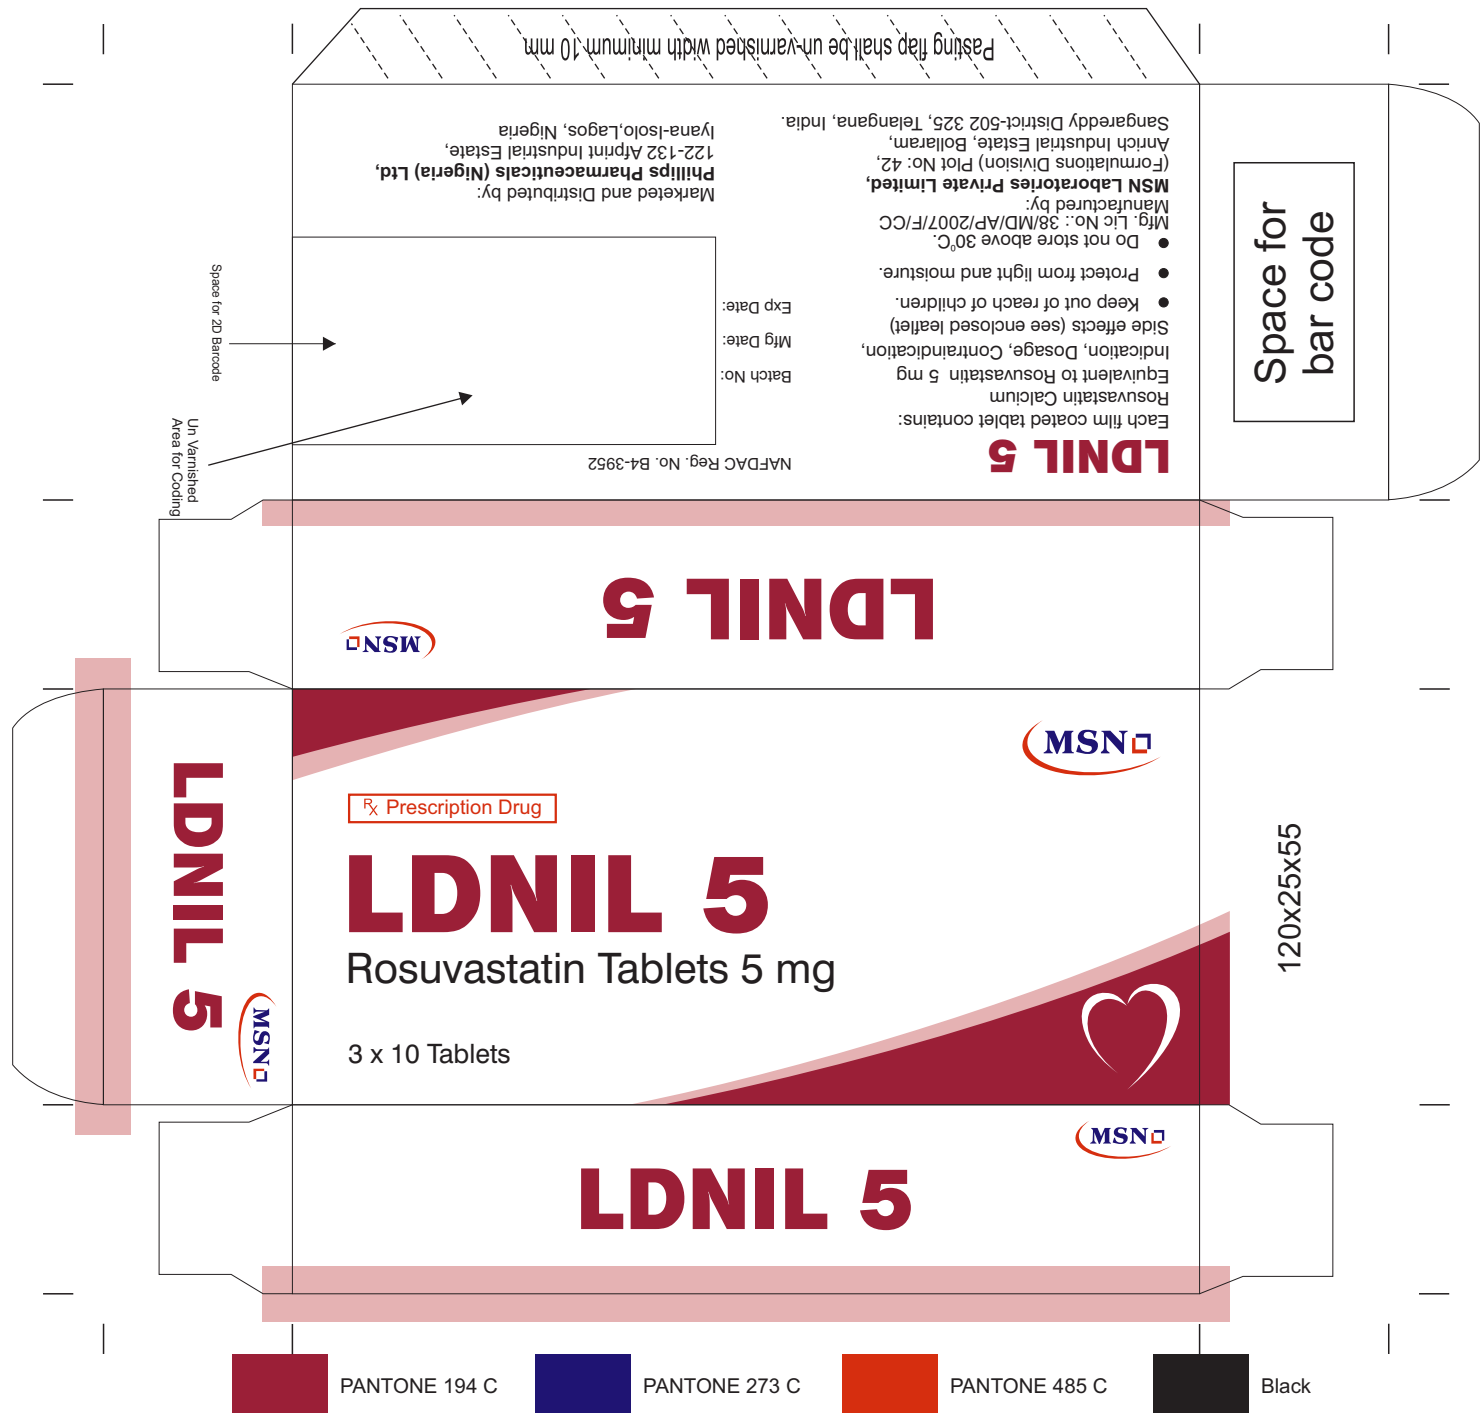 Pasting flap shall be un-varnished width minimum 10 mm
LDNIL 5
Each film coated tablet contains:
Rosuvastatin Calcium
Equivalent to Rosuvastatin 5 mg
Indication, Dosage, Contraindication,
Side effects (see enclosed leaflet)
● Keep out of reach of children.
● Protect from light and moisture.
● Do not store above 30⁰C.
Mfg. Lic No.: 38/MD/AP/2007/F/CC
Manufactured by:
MSN Laboratories Private Limited,
(Formulations Division) Plot No: 42,
Anrich Industrial Estate, Bollaram,
Sangareddy District-502 325, Telangana, India.
NAFDAC Reg. No. B4-3952
Batch No:
Mfg Date:
Exp Date:
Marketed and Distributed by:
Phillips Pharmaceuticals (Nigeria) Ltd,
122-132 Afprint Industrial Estate,
Iyana-Isolo,Lagos, Nigeria
Space for
bar code
Space for 2D Barcode
Un Varnished
Area for Coding
LDNIL 5
MSN
LDNIL 5
MSN
MSN
Rx Prescription Drug
LDNIL 5
Rosuvastatin Tablets 5 mg
3 x 10 Tablets
120x25x55
MSN
LDNIL 5
PANTONE 194 C
PANTONE 273 C
PANTONE 485 C
Black